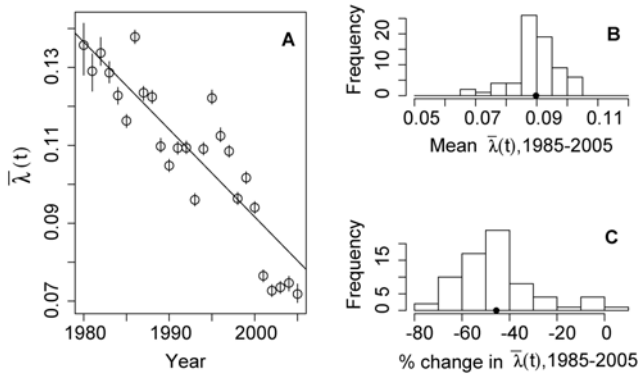 A
0.13
0.11
0.09
0.07
λ̄(t)
1980 1990 2000
Year
B
Frequency
0 10 20
0.05 0.07 0.09 0.11
Mean λ̄(t), 1985-2005
C
Frequency
0 5 15
-80 -60 -40 -20 0
% change in λ̄(t), 1985-2005